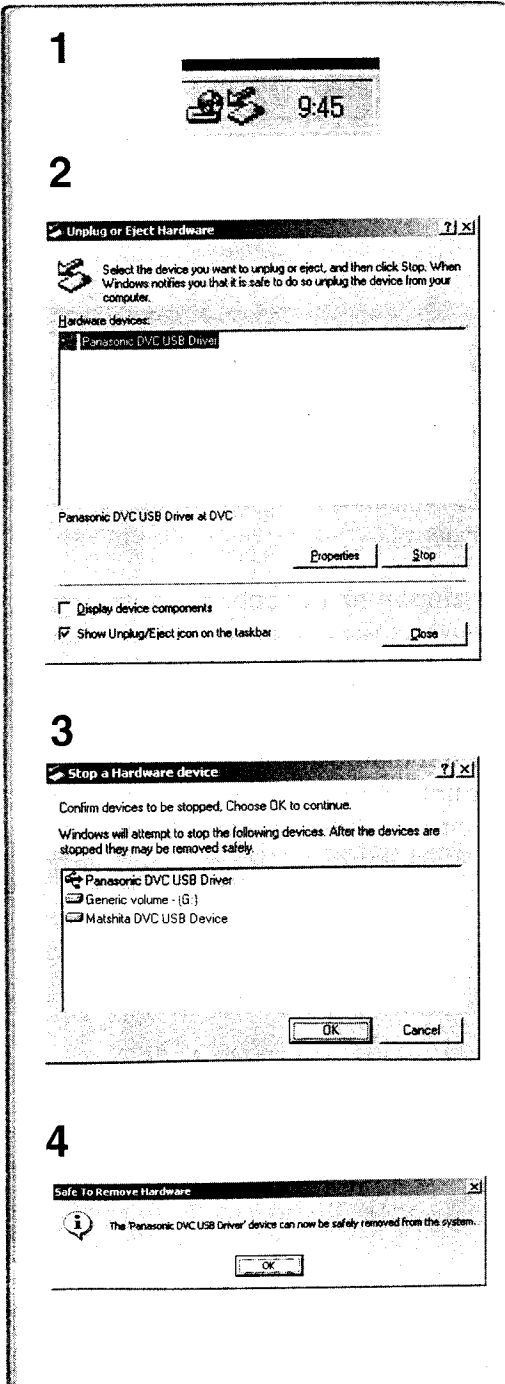 1
9:45
2
Unplug or Eject Hardware
Select the device you want to unplug or eject, and then click Stop. When
Windows notifies you that it is safe to do so unplug the device from your
computer.
Hardware devices:
Panasonic DVC USB Driver
Panasonic DVC USB Driver at DVC
Properties Stop
Display device components
Show Unplug/Eject icon on the taskbar
Close
3
Stop a Hardware device
Confirm devices to be stopped, Choose OK to continue.
Windows will attempt to stop the following devices. After the devices are
stopped they may be removed safely.
Panasonic DVC USB Driver
Generic volume - (G:)
Matshita DVC USB Device
OK Cancel
4
Safe To Remove Hardware
The 'Panasonic DVC USB Driver' device can now be safely removed from the system.
OK